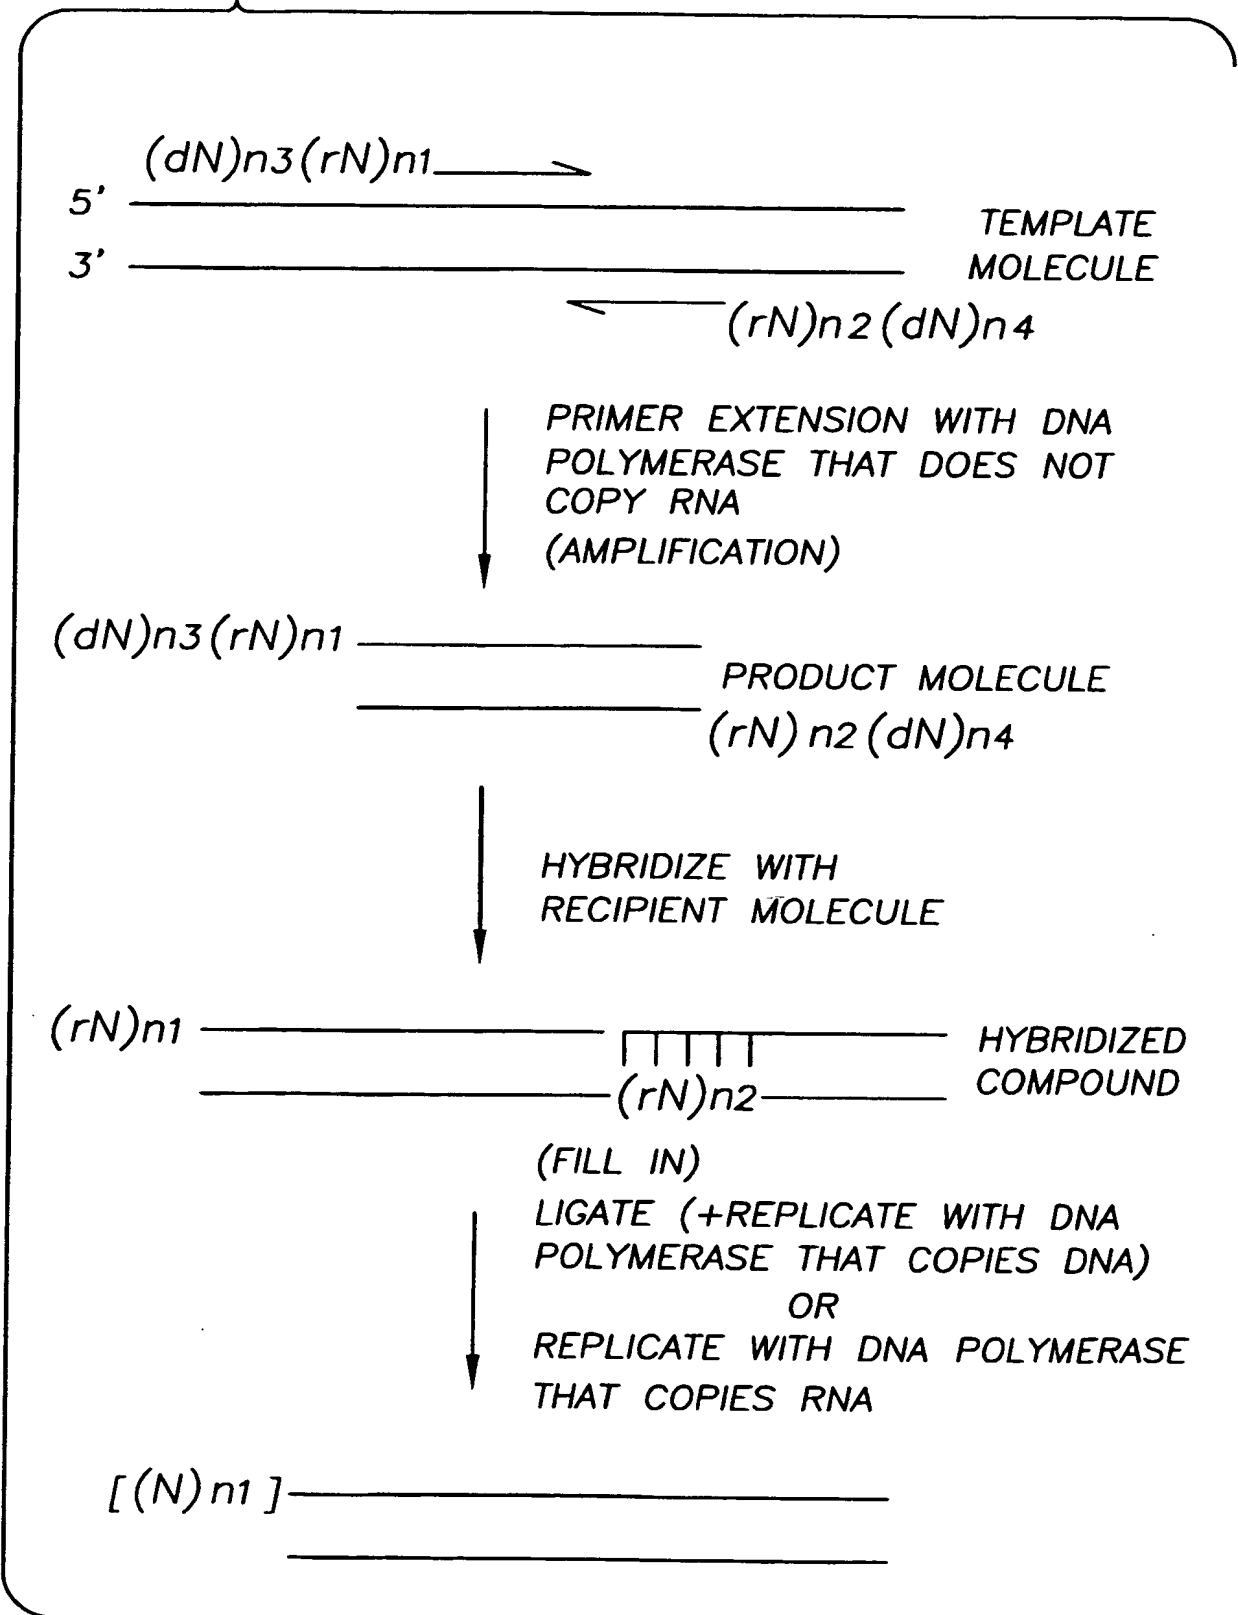 (dN)n3(rN)n1
5'
3'
TEMPLATE
MOLECULE
(rN)n2(dN)n4
PRIMER EXTENSION WITH DNA
POLYMERASE THAT DOES NOT
COPY RNA
(AMPLIFICATION)
(dN)n3(rN)n1
PRODUCT MOLECULE
(rN) n2(dN)n4
HYBRIDIZE WITH
RECIPIENT MOLECULE
(rN)n1
HYBRIDIZED
COMPOUND
(rN)n2
(FILL IN)
LIGATE (+REPLICATE WITH DNA
POLYMERASE THAT COPIES DNA)
OR
REPLICATE WITH DNA POLYMERASE
THAT COPIES RNA
[(N) n1 ]